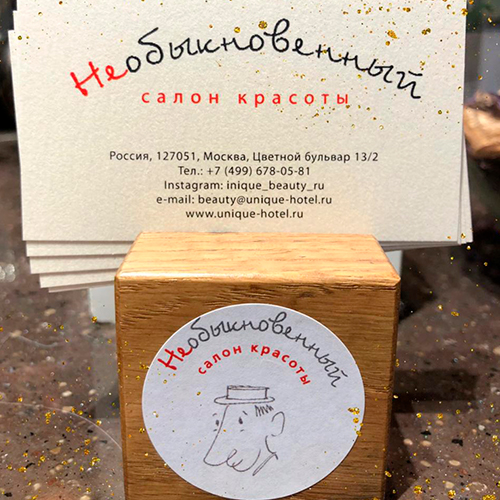 Необыкновенный
салон красоты
Россия, 127051, Москва, Цветной бульвар 13/2
Тел.: +7 (499) 678-05-81
Instagram: inique_beauty_ru
e-mail: beauty@unique-hotel.ru
www.unique-hotel.ru
Необыкновенный
салон красоты